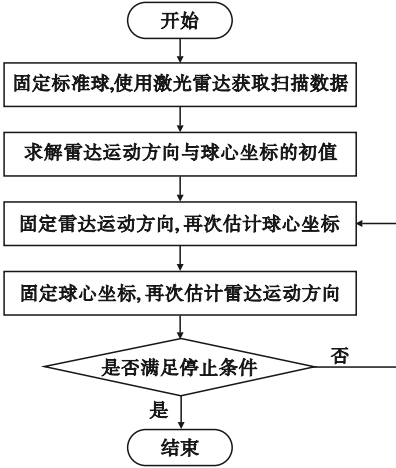 开始
固定标准球,使用激光雷达获取扫描数据
求解雷达运动方向与球心坐标的初值
固定雷达运动方向,再次估计球心坐标
固定球心坐标,再次估计雷达运动方向
是否满足停止条件
否
是
结束